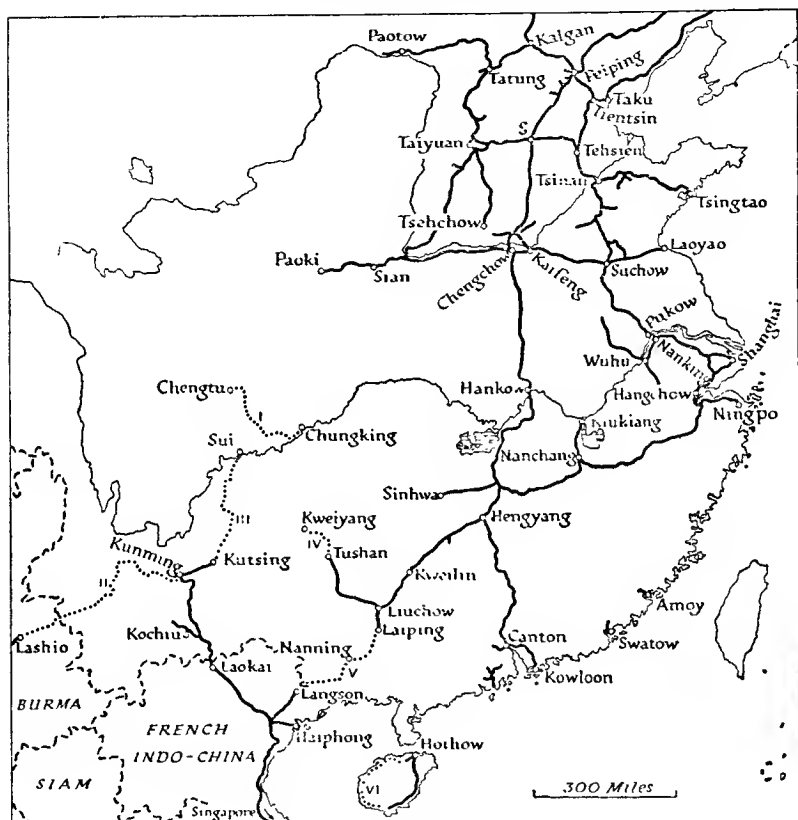 Paotow
Kalgan
Peiping
Tatung
Taku
Tientsin
Taiyuan
S
Tehsien
Tsinan
Tsingtao
Tsehchow
Paoki
Sian
Chengchow
Kaifeng
Suchow
Laoyao
Pukow
Shanghai
Nanking
Wuhu
Hangchow
Ningpo
Chengtu
I
Chungking
Hankow
Kiukiang
Sui
Nanchang
III
Sinhwa
Kweiyang
Hengyang
IV
Tushan
Kunming
Kutsing
II
Kweilin
Liuchow
Amoy
Kochiu
Laiping
Lashio
Nanning
Canton
Swatow
Laokai
V
Kowloon
Langson
BURMA
FRENCH
INDO-CHINA
Haiphong
Hoihow
SIAM
VI
300 Miles
Singapore